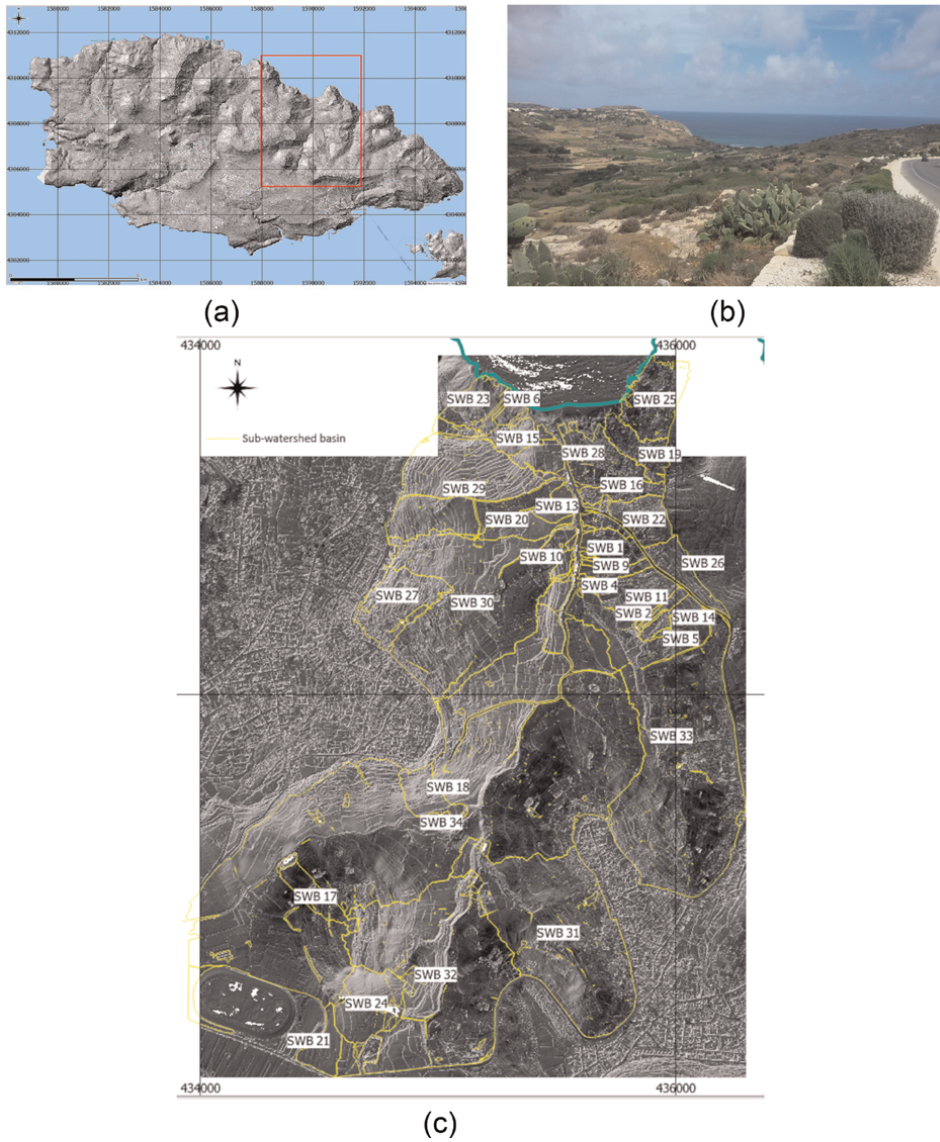 (a)
(b)
434000
436000
N
Sub-watershed basin
SWB 23
SWB 6
SWB 25
SWB 15
SWB 28
SWB 19
SWB 29
SWB 16
SWB 13
SWB 20
SWB 22
SWB 1
SWB 10
SWB 9
SWB 26
SWB 4
SWB 27
SWB 30
SWB 11
SWB 2
SWB 14
SWB 5
SWB 33
SWB 18
SWB 34
SWB 17
SWB 31
SWB 32
SWB 24
SWB 21
434000
436000
(c)